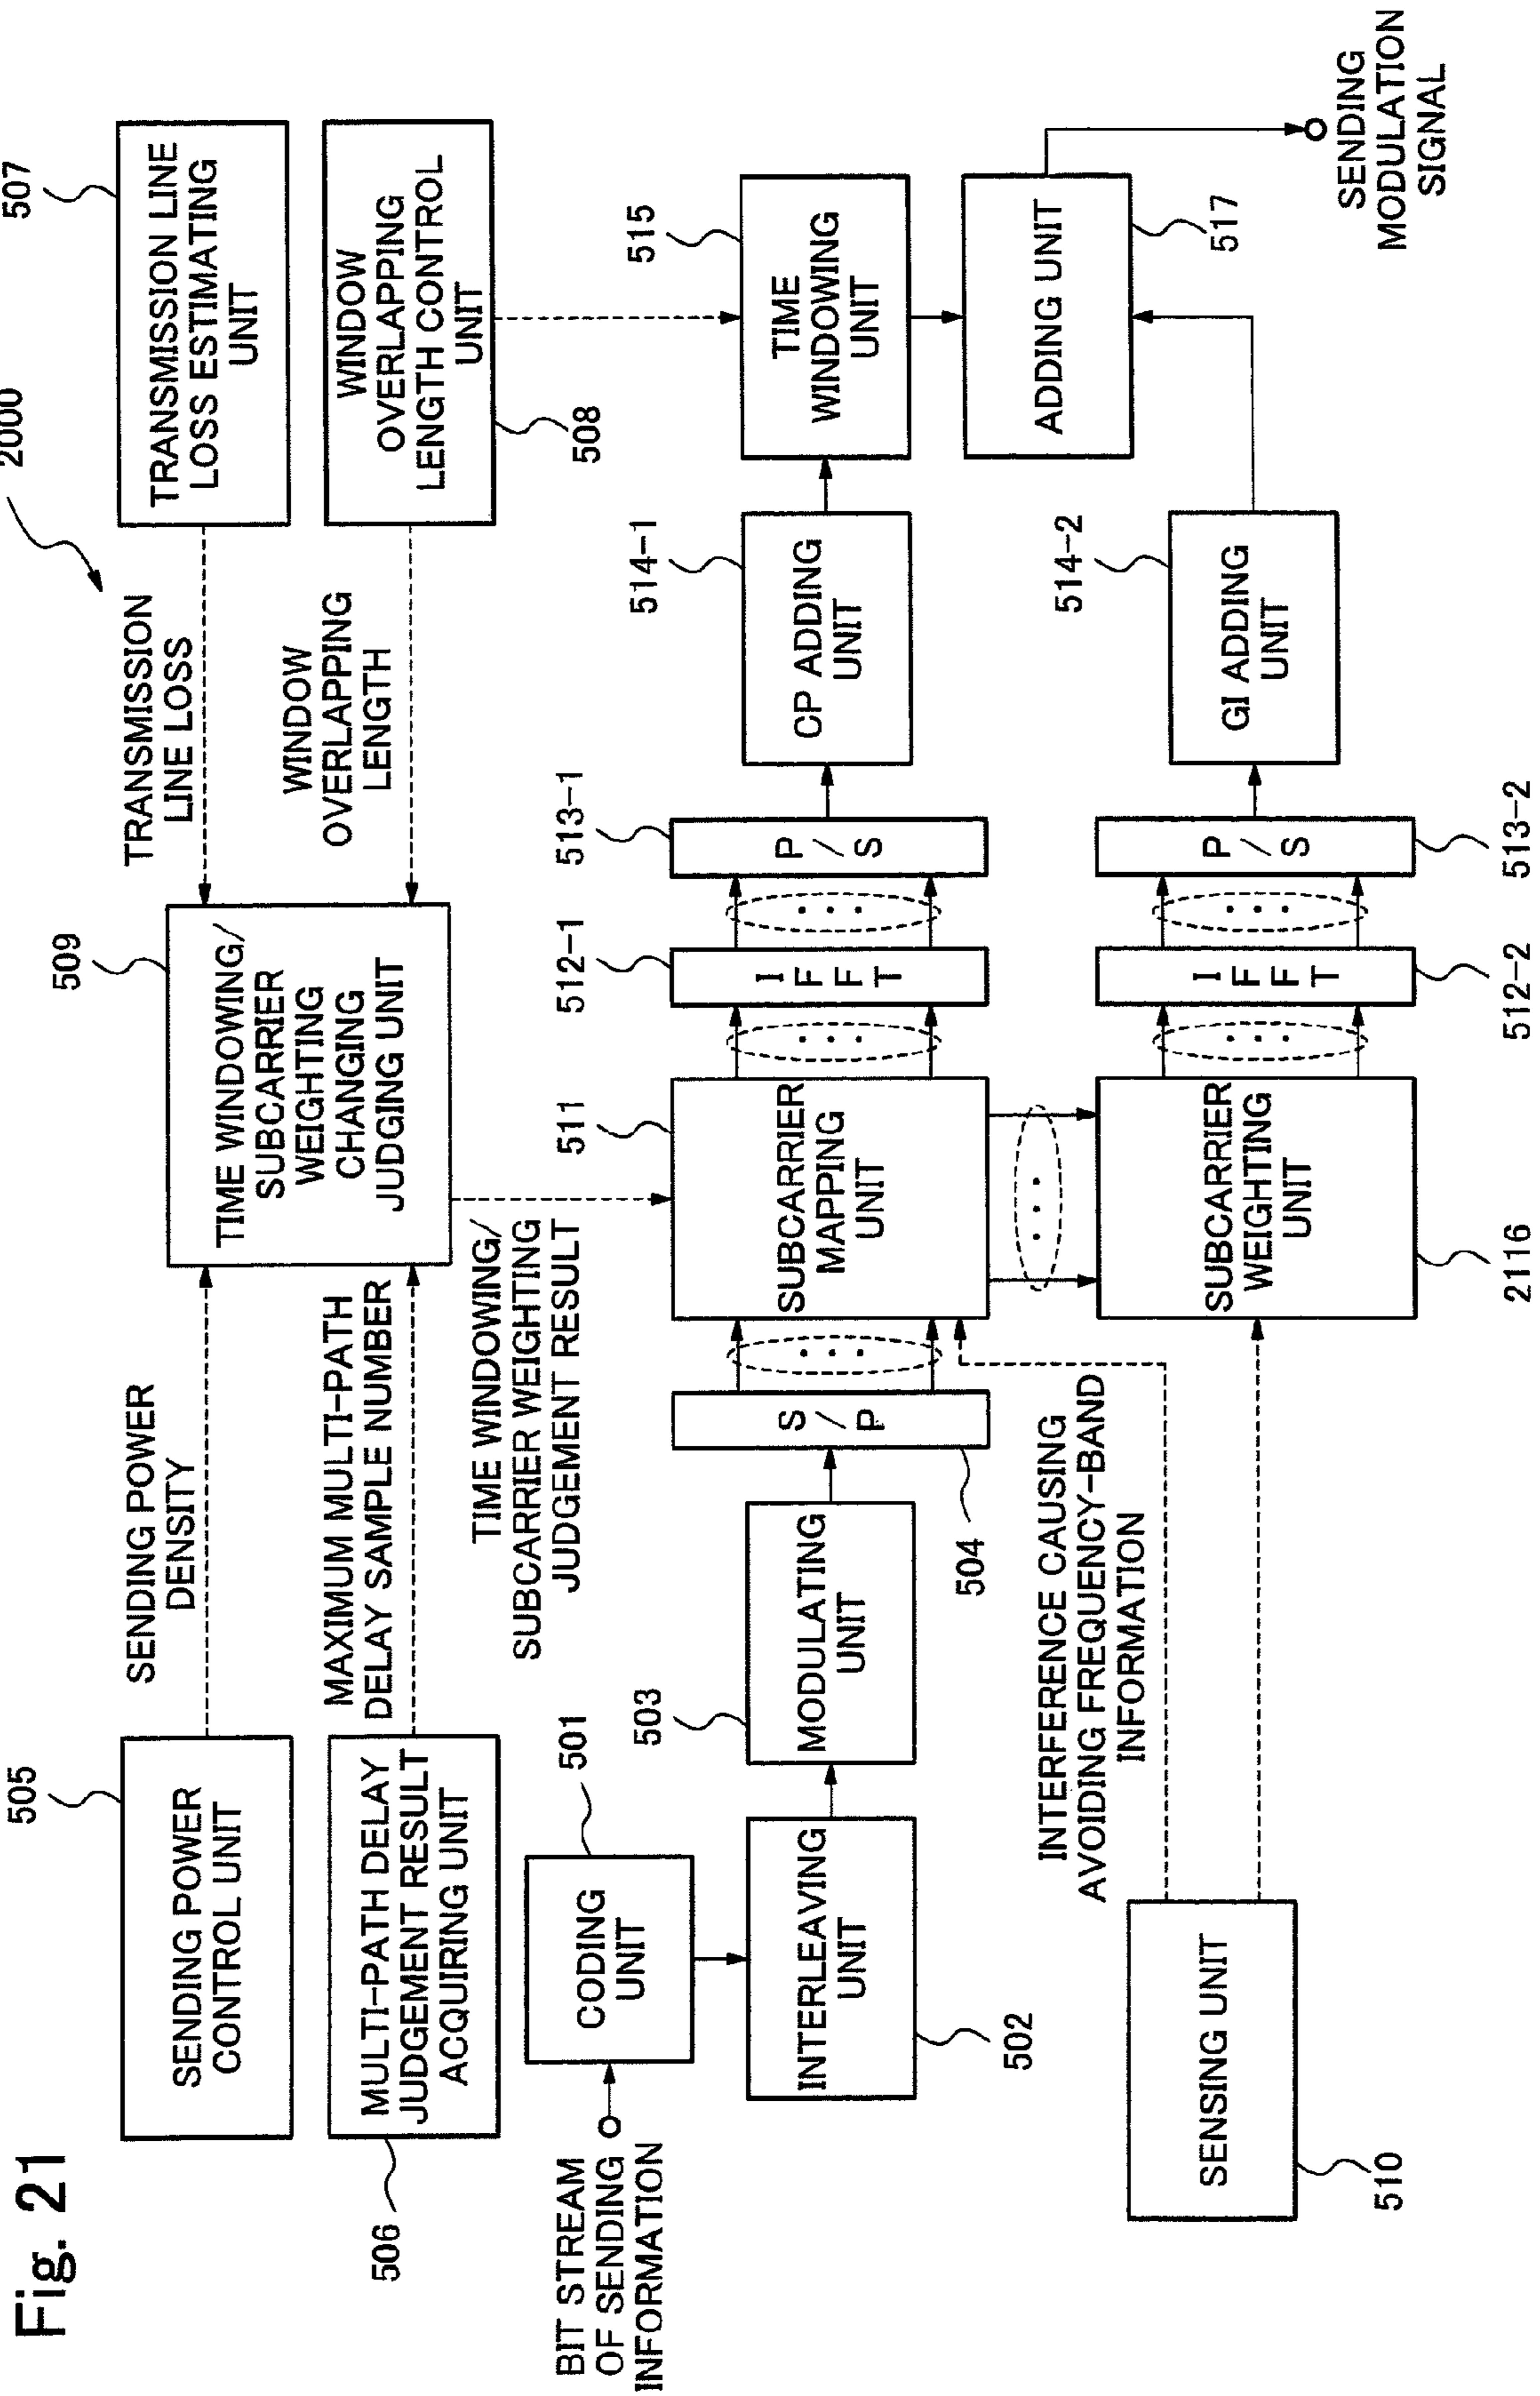 Fig. 21
2000
505
SENDING POWER
CONTROL UNIT
SENDING POWER
DENSITY
509
TIME WINDOWING/
SUBCARRIER
WEIGHTING
CHANGING
JUDGING UNIT
TRANSMISSION
LINE LOSS
507
TRANSMISSION LINE
LOSS ESTIMATING
UNIT
506
MULTI-PATH DELAY
JUDGEMENT RESULT
ACQUIRING UNIT
MAXIMUM MULTI-PATH
DELAY SAMPLE NUMBER
WINDOW
OVERLAPPING
LENGTH
WINDOW
OVERLAPPING
LENGTH CONTROL
UNIT
508
TIME WINDOWING/
SUBCARRIER WEIGHTING
JUDGEMENT RESULT
BIT STREAM
OF SENDING
INFORMATION
501
CODING
UNIT
502
INTERLEAVING
UNIT
503
MODULATING
UNIT
504
S/P
511
SUBCARRIER
MAPPING
UNIT
512-1
IFFT
513-1
P/S
514-1
CP ADDING
UNIT
515
TIME
WINDOWING
UNIT
ADDING UNIT
517
SENDING
MODULATION
SIGNAL
INTERFERENCE CAUSING
AVOIDING FREQUENCY-BAND
INFORMATION
SENSING UNIT
510
SUBCARRIER
WEIGHTING
UNIT
2116
IFFT
512-2
P/S
513-2
514-2
GI ADDING
UNIT